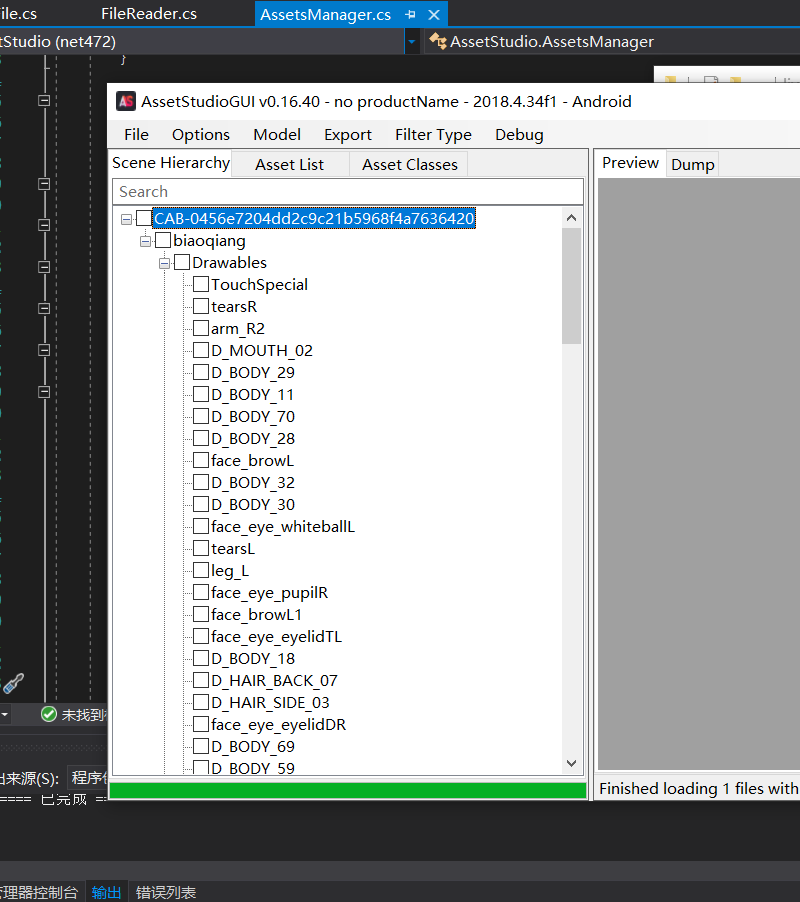 ile.cs FileReader.cs AssetsManager.cs
tStudio (net472) AssetStudio.AssetsManager
AS AssetStudioGUI v0.16.40 - no productName - 2018.4.34f1 - Android
File Options Model Export Filter Type Debug
Scene Hierarchy Asset List Asset Classes Preview Dump
Search
CAB-0456e7204dd2c9c21b5968f4a7636420
biaoqiang
Drawables
TouchSpecial
tearsR
arm_R2
D_MOUTH_02
D_BODY_29
D_BODY_11
D_BODY_70
D_BODY_28
face_browL
D_BODY_32
D_BODY_30
face_eye_whiteballL
tearsL
leg_L
face_eye_pupilR
face_browL1
face_eye_eyelidTL
D_BODY_18
D_HAIR_BACK_07
D_HAIR_SIDE_03
face_eye_eyelidDR
D_BODY_69
D_BODY_59
未找到
出来源(S): 程序
==== 已完成 ==
Finished loading 1 files with
管理器控制台 输出 错误列表